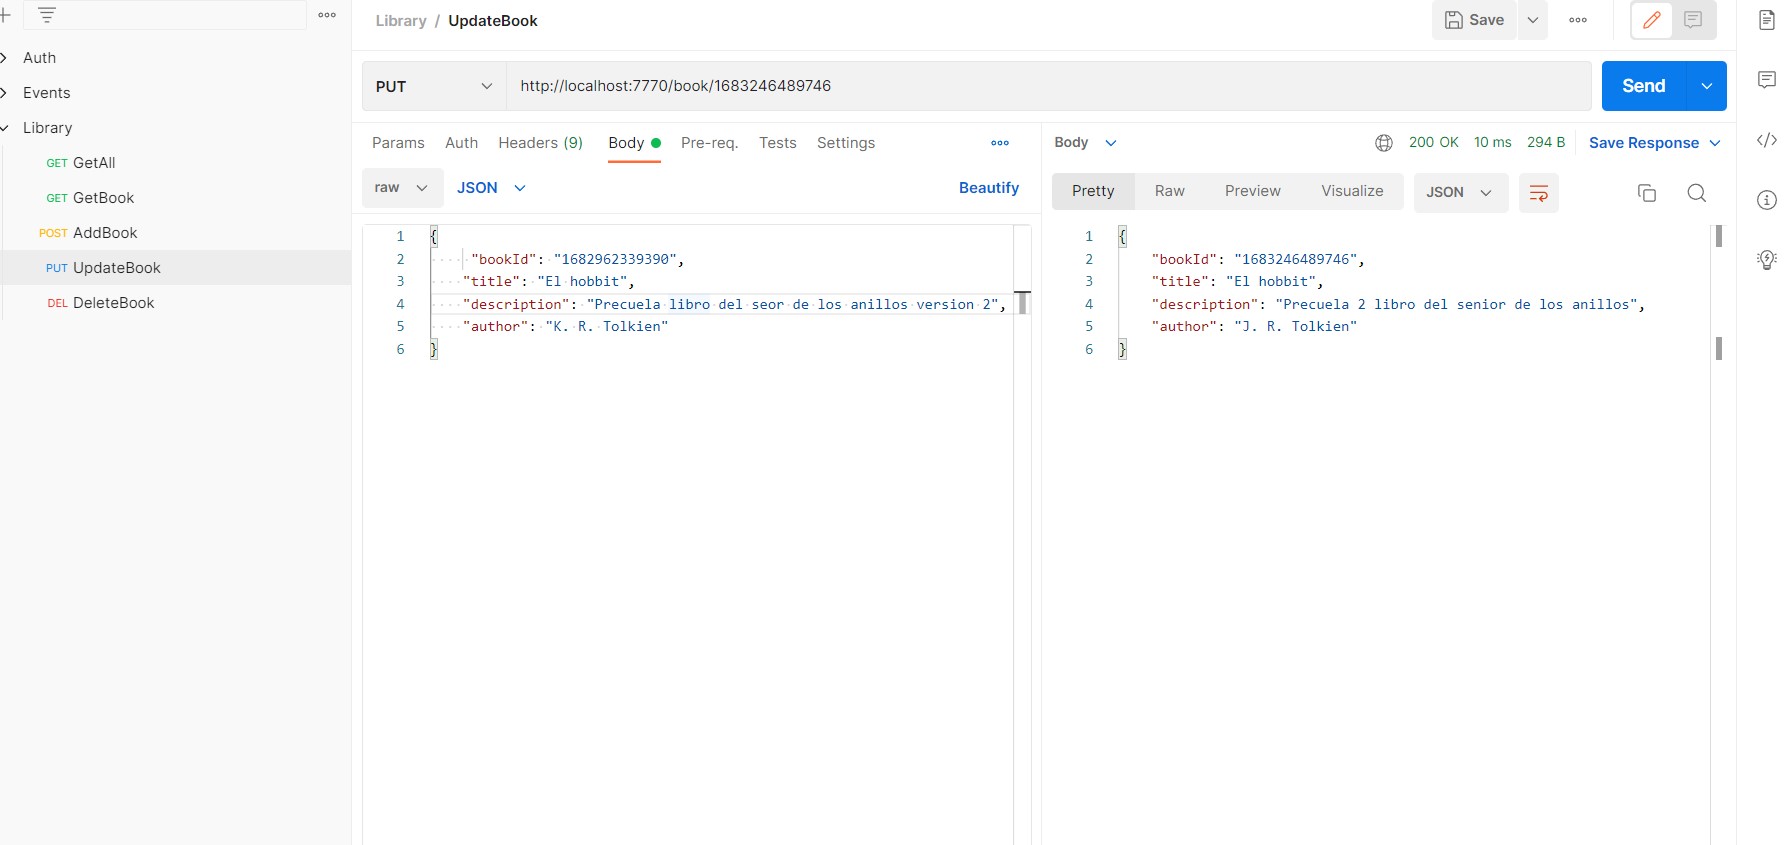 Library / UpdateBook
Save
Auth
Events
Library
GET GetAll
GET GetBook
POST AddBook
PUT UpdateBook
DEL DeleteBook
PUT http://localhost:7770/book/1683246489746 Send
Params Auth Headers (9) Body Pre-req. Tests Settings
raw JSON Beautify
1 {
2 "bookId": "1682962339390",
3 "title": "El hobbit",
4 "description": "Precuela libro del seor de los anillos version 2",
5 "author": "K. R. Tolkien"
6 }
Body 200 OK 10 ms 294 B Save Response
Pretty Raw Preview Visualize JSON
1 {
2 "bookId": "1683246489746",
3 "title": "El hobbit",
4 "description": "Precuela 2 libro del senior de los anillos",
5 "author": "J. R. Tolkien"
6 }